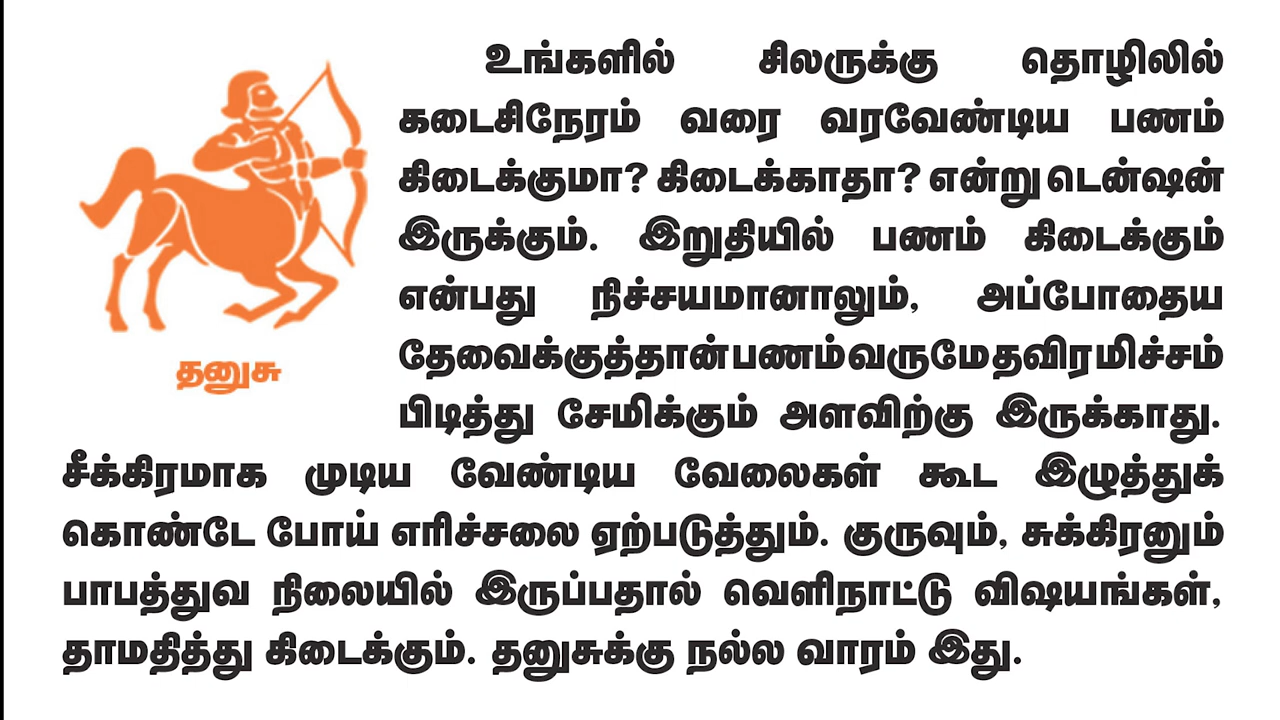 உங்களில் சிலருக்கு தொழிலில்
கடைசிநேரம் வரை வரவேண்டிய பணம்
கிடைக்குமா? கிடைக்காதா? என்று டென்ஷன்
இருக்கும். இறுதியில் பணம் கிடைக்கும்
என்பது நிச்சயமானாலும், அப்போதைய
தேவைக்குத்தான் பணம் வருமே தவிர மிச்சம்
பிடித்து சேமிக்கும் அளவிற்கு இருக்காது.
சீக்கிரமாக முடிய வேண்டிய வேலைகள் கூட இழுத்துக்
கொண்டே போய் எரிச்சலை ஏற்படுத்தும். குருவும், சுக்கிரனும்
பாபத்துவ நிலையில் இருப்பதால் வெளிநாட்டு விஷயங்கள்,
தாமதித்து கிடைக்கும். தனுசுக்கு நல்ல வாரம் இது.
தனுசு